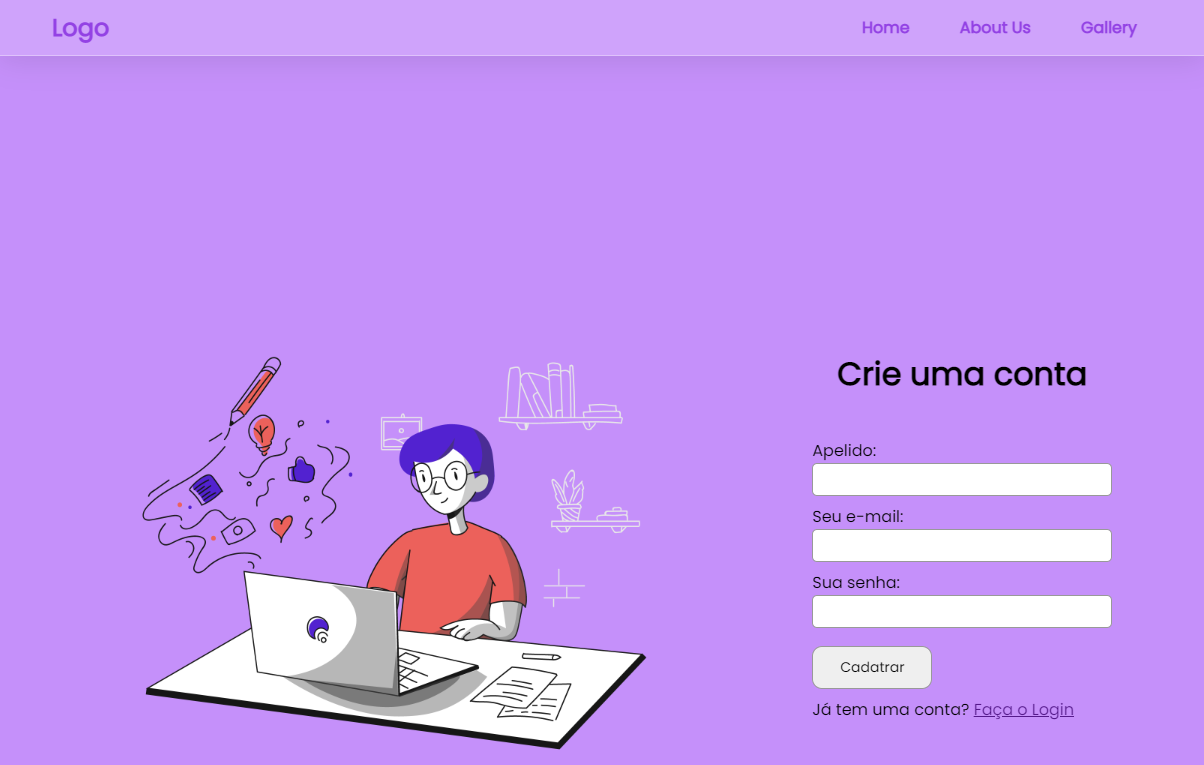 Logo
Home About Us Gallery
Crie uma conta
Apelido:
Seu e-mail:
Sua senha:
Cadatrar
Já tem uma conta? Faça o Login